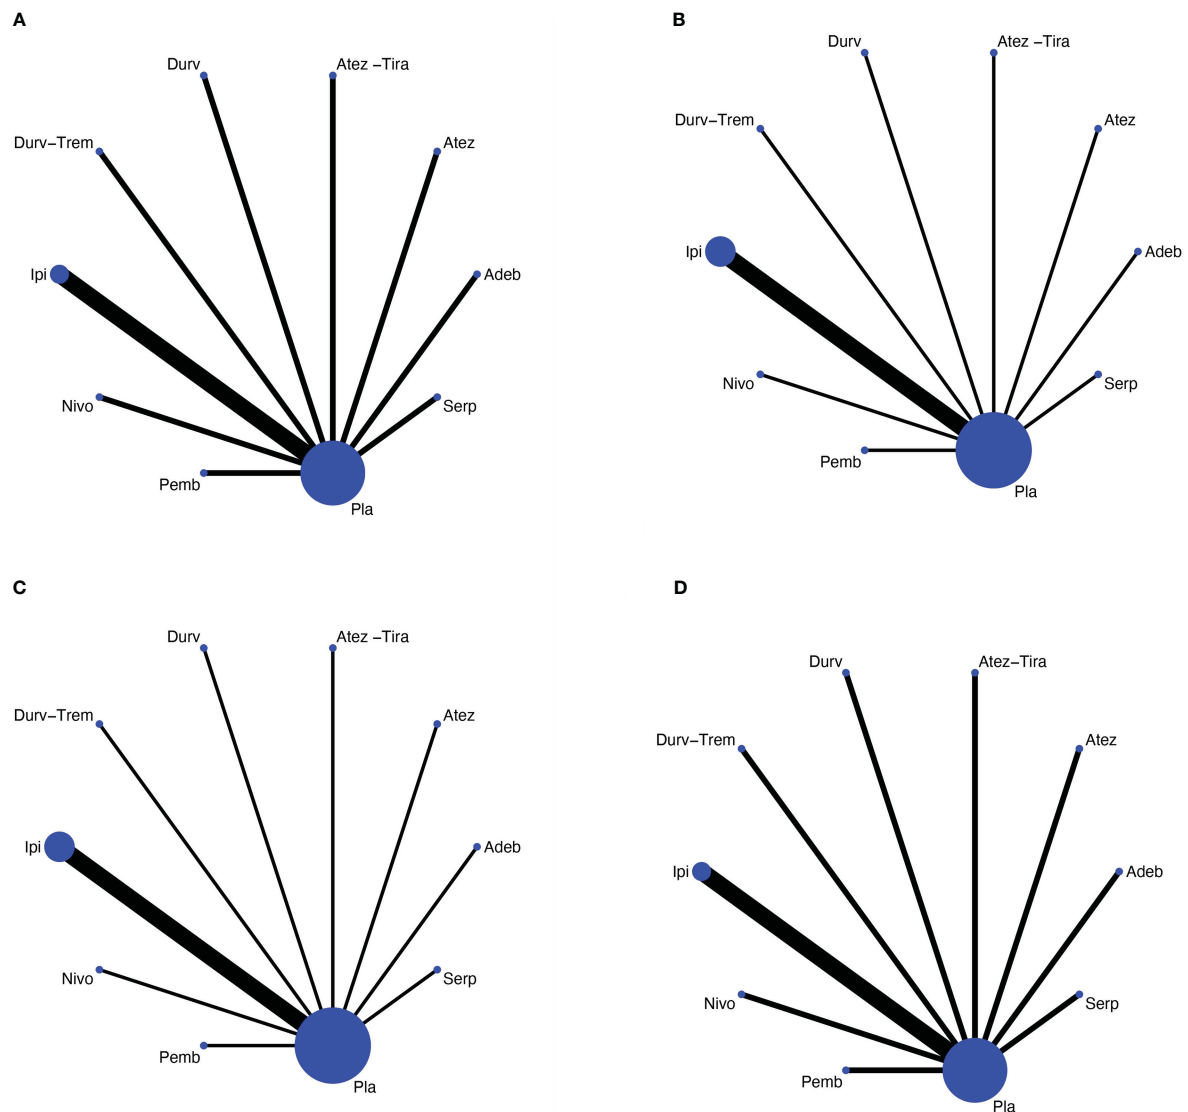 A
Durv
Atez –Tira
Durv–Trem
Atez
Ipi
Adeb
Nivo
Serp
Pemb
Pla
B
Durv
Atez –Tira
Durv–Trem
Atez
Ipi
Adeb
Nivo
Serp
Pemb
Pla
C
Durv
Atez –Tira
Durv–Trem
Atez
Ipi
Adeb
Nivo
Serp
Pemb
Pla
D
Durv
Atez–Tira
Durv–Trem
Atez
Ipi
Adeb
Nivo
Serp
Pemb
Pla